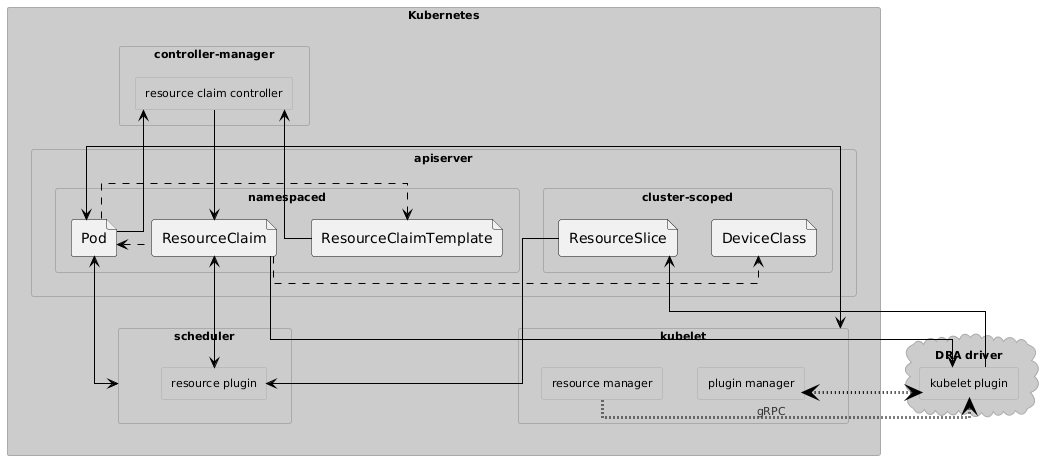 Kubernetes
controller-manager
resource claim controller
apiserver
namespaced
cluster-scoped
Pod
ResourceClaim
ResourceClaimTemplate
ResourceSlice
DeviceClass
scheduler
kubelet
DRA driver
resource plugin
resource manager
plugin manager
kubelet plugin
gRPC